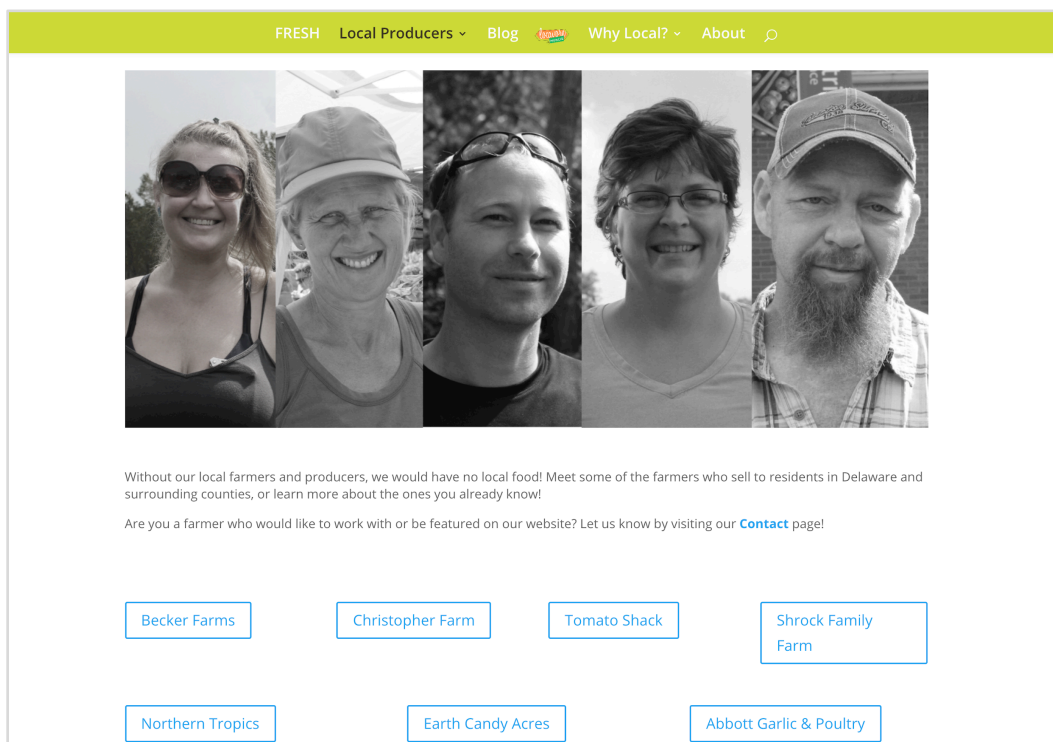 FRESH Local Producers Blog Why Local? About
Without our local farmers and producers, we would have no local food! Meet some of the farmers who sell to residents in Delaware and
surrounding counties, or learn more about the ones you already know!
Are you a farmer who would like to work with or be featured on our website? Let us know by visiting our Contact page!
Becker Farms Christopher Farm Tomato Shack Shrock Family
Farm
Northern Tropics Earth Candy Acres Abbott Garlic & Poultry